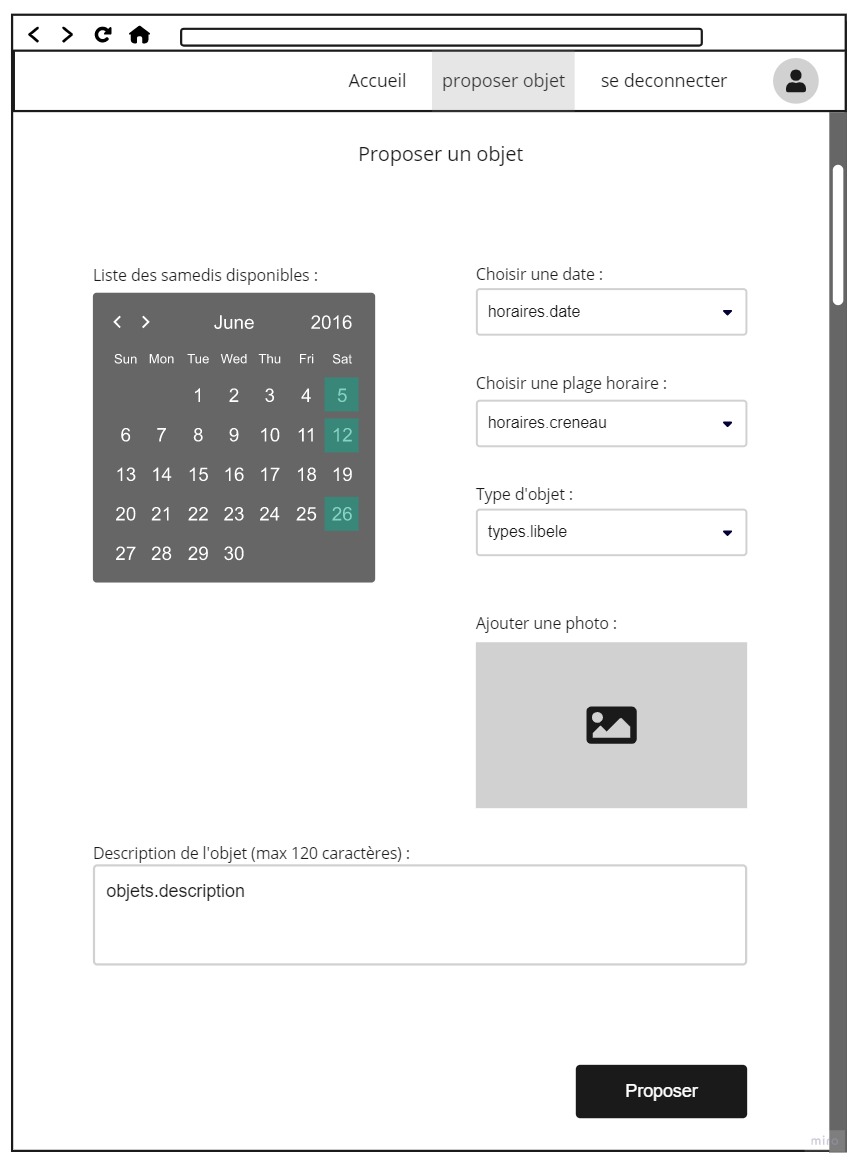 Accueil proposer objet se deconnecter
Proposer un objet
Liste des samedis disponibles :
June 2016
Sun Mon Tue Wed Thu Fri Sat
1 2 3 4 5
6 7 8 9 10 11 12
13 14 15 16 17 18 19
20 21 22 23 24 25 26
27 28 29 30
Choisir une date :
horaires.date
Choisir une plage horaire :
horaires.creneau
Type d'objet :
types.libele
Ajouter une photo :
Description de l'objet (max 120 caractères) :
objets.description
Proposer
miro